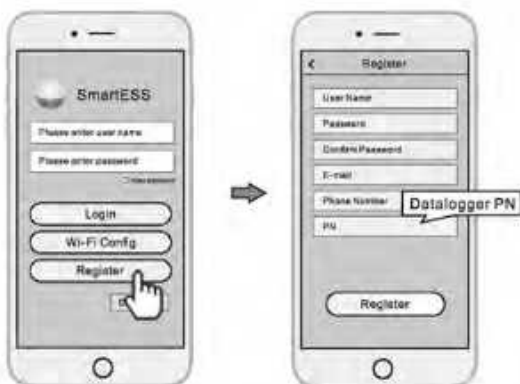 SmartESS
Please enter user name
Please enter password
Login
Wi-Fi Config
Register
Register
User Name
Password
Confirm Password
E-mail
Phone Number
Datalogger PN
PN
Register